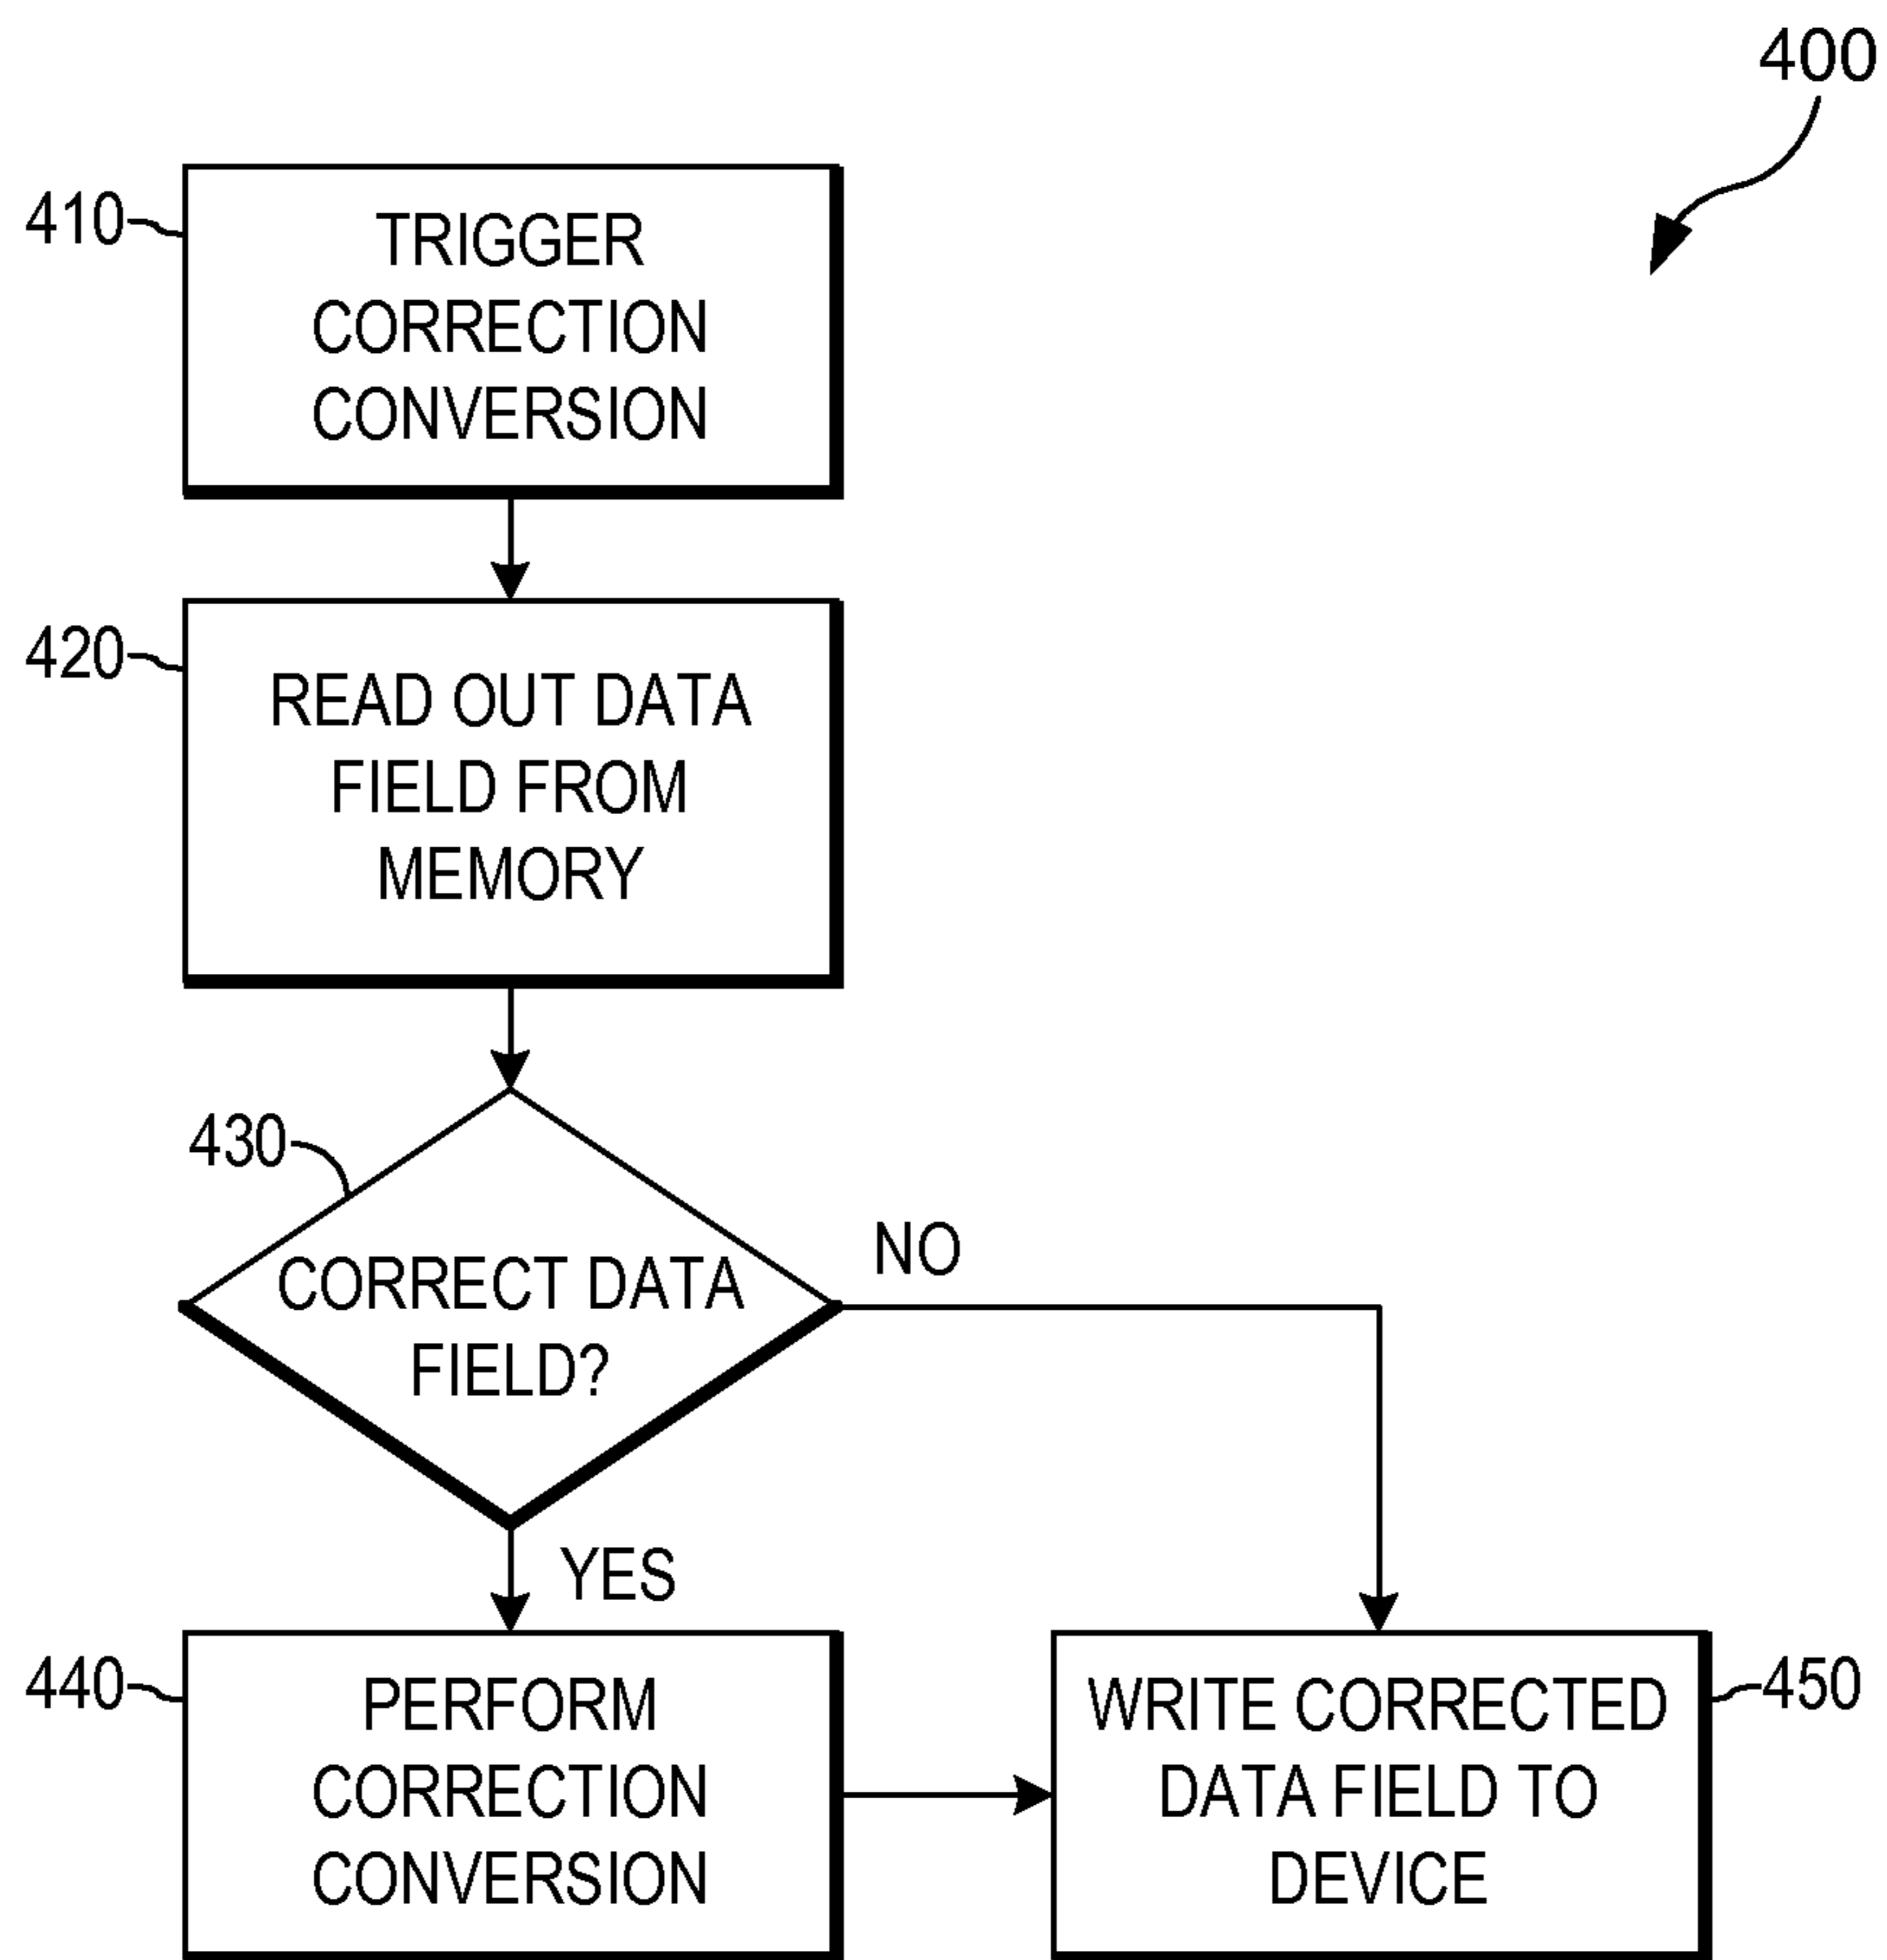 400
410
TRIGGER
CORRECTION
CONVERSION
420
READ OUT DATA
FIELD FROM
MEMORY
430
CORRECT DATA
FIELD?
NO
YES
440
PERFORM
CORRECTION
CONVERSION
WRITE CORRECTED
DATA FIELD TO
DEVICE
450